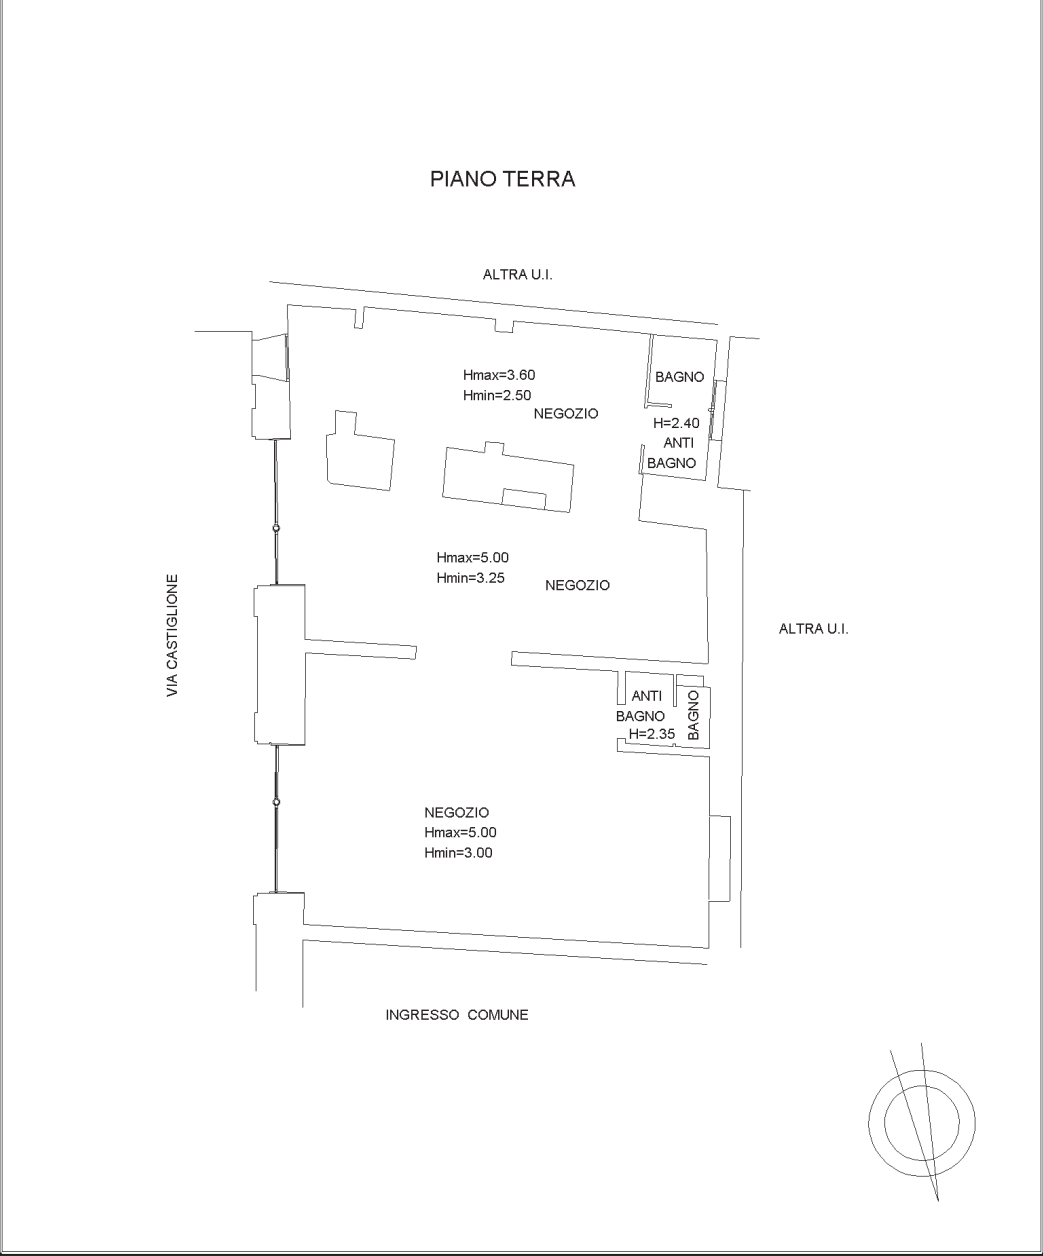 PIANO TERRA
ALTRA U.I.
Hmax=3.60
Hmin=2.50
NEGOZIO
BAGNO
H=2.40
ANTI
BAGNO
Hmax=5.00
Hmin=3.25
NEGOZIO
VIA CASTIGLIONE
ALTRA U.I.
ANTI
BAGNO
H=2.35
BAGNO
NEGOZIO
Hmax=5.00
Hmin=3.00
INGRESSO COMUNE